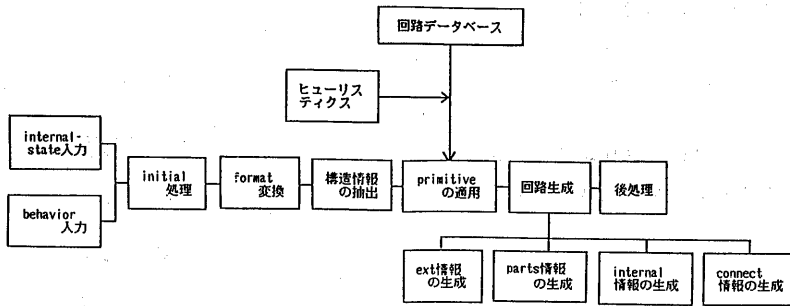 回路データベース
ヒューリス
ティクス
internal-
state入力
behavior
入力
initial
処理
format
変換
構造情報
の抽出
primitive
の適用
回路生成
後処理
ext情報
の生成
parts情報
の生成
internal
情報の生成
connect
情報の生成